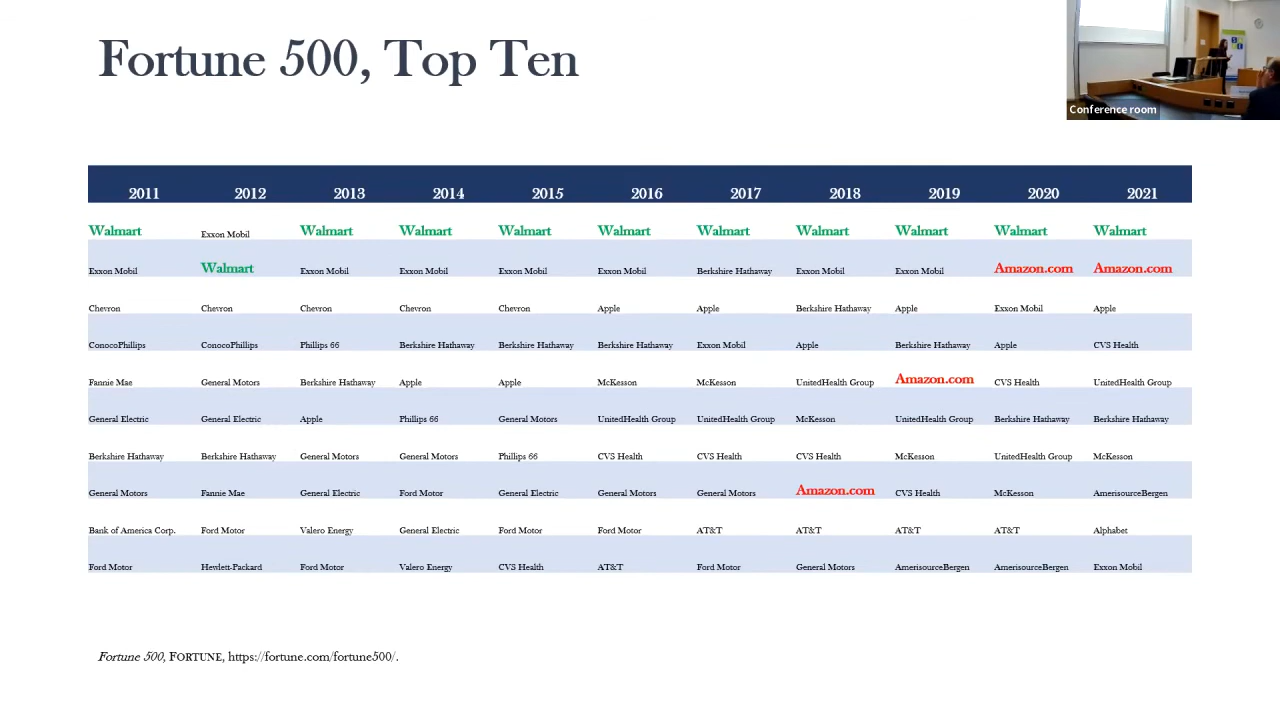 Fortune 500, Top Ten
Conference room
2011 2012 2013 2014 2015 2016 2017 2018 2019 2020 2021
Walmart Exxon Mobil Walmart Walmart Walmart Walmart Walmart Walmart Walmart Walmart Walmart
Exxon Mobil Walmart Exxon Mobil Exxon Mobil Exxon Mobil Exxon Mobil Berkshire Hathaway Exxon Mobil Exxon Mobil Amazon.com Amazon.com
Chevron Chevron Chevron Chevron Chevron Apple Apple Berkshire Hathaway Apple Exxon Mobil Apple
ConocoPhillips ConocoPhillips Phillips 66 Berkshire Hathaway Berkshire Hathaway Berkshire Hathaway Exxon Mobil Apple Berkshire Hathaway Apple CVS Health
Fannie Mae General Motors Berkshire Hathaway Apple Apple McKesson McKesson UnitedHealth Group Amazon.com CVS Health UnitedHealth Group
General Electric General Electric Apple Phillips 66 General Motors UnitedHealth Group UnitedHealth Group McKesson UnitedHealth Group Berkshire Hathaway Berkshire Hathaway
Berkshire Hathaway Berkshire Hathaway General Motors General Motors Phillips 66 CVS Health CVS Health CVS Health McKesson UnitedHealth Group McKesson
General Motors Fannie Mae General Electric Ford Motor General Electric General Motors General Motors Amazon.com CVS Health McKesson AmerisourceBergen
Bank of America Corp. Ford Motor Valero Energy General Electric Ford Motor Ford Motor AT&T AT&T AT&T AT&T Alphabet
Ford Motor Hewlett-Packard Ford Motor Valero Energy CVS Health AT&T Ford Motor General Motors AmerisourceBergen AmerisourceBergen Exxon Mobil
Fortune 500, FORTUNE, https://fortune.com/fortune500/.